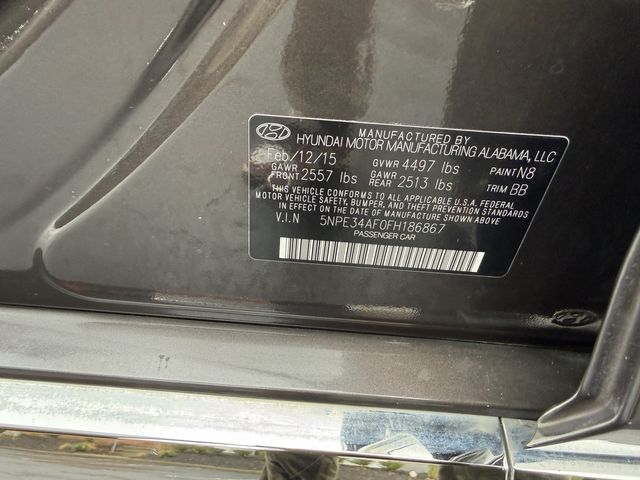 MANUFACTURED BY
HYUNDAI MOTOR MANUFACTURING ALABAMA, LLC
Feb/12/15 GVWR 4497 lbs PAINT N8
GAWR FRONT 2557 lbs GAWR REAR 2513 lbs TRIM BB
THIS VEHICLE CONFORMS TO ALL APPLICABLE U.S.A. FEDERAL
MOTOR VEHICLE SAFETY, BUMPER, AND THEFT PREVENTION STANDARDS
IN EFFECT ON THE DATE OF MANUFACTURE SHOWN ABOVE
V.I.N 5NPE34AF0FH186867
PASSENGER CAR